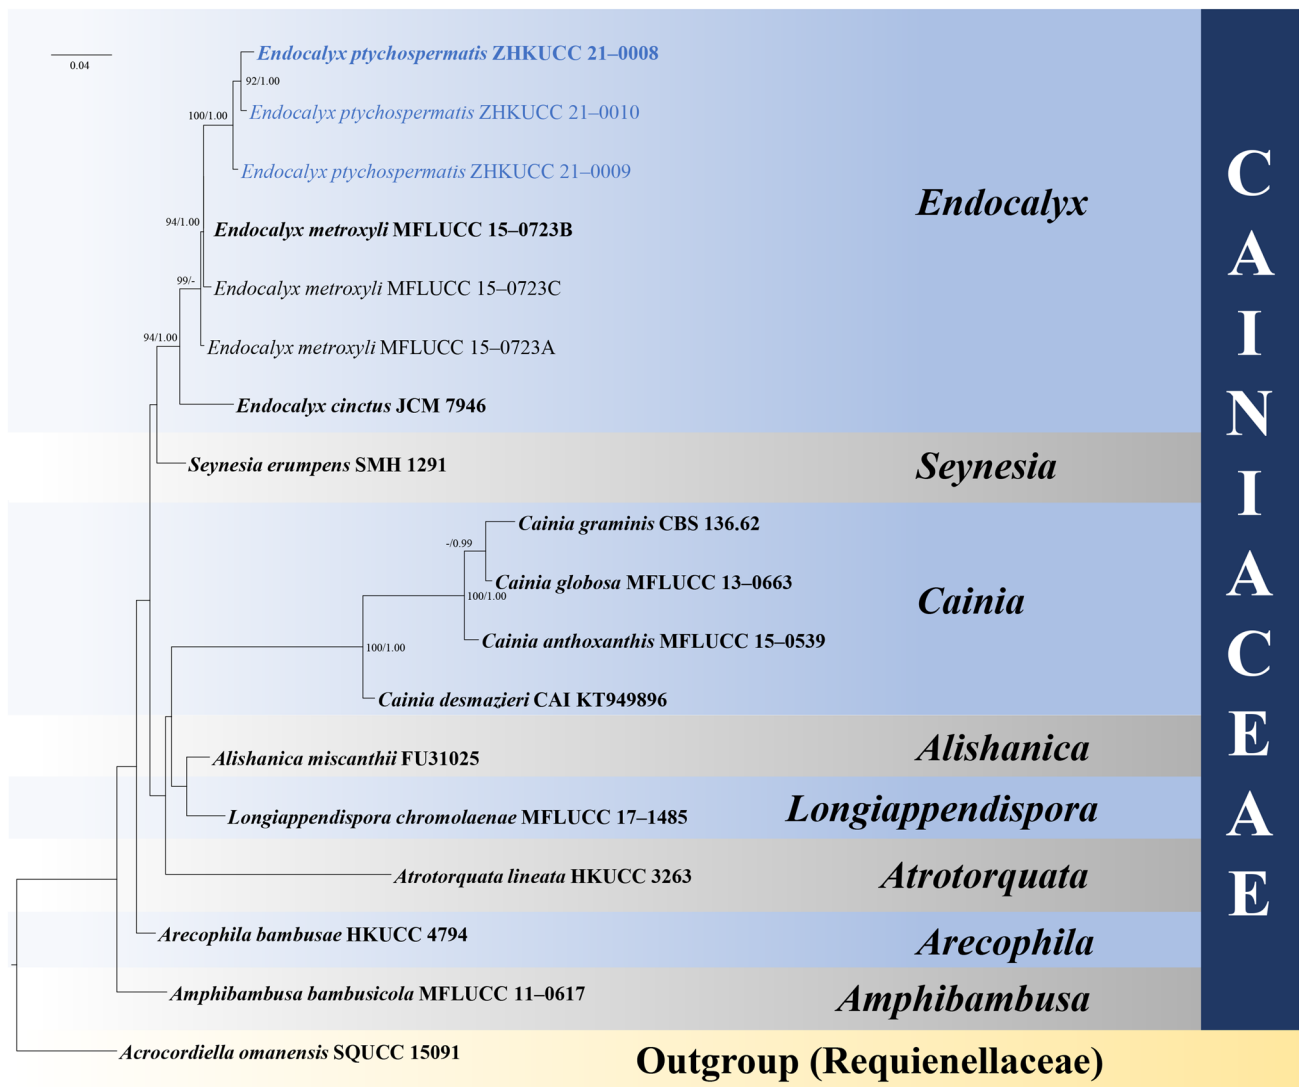 0.04
Endocalyx ptychospermatis ZHKUCC 21–0008
92/1.00
Endocalyx ptychospermatis ZHKUCC 21–0010
100/1.00
Endocalyx ptychospermatis ZHKUCC 21–0009
Endocalyx
94/1.00
Endocalyx metroxyli MFLUCC 15–0723B
99/-
Endocalyx metroxyli MFLUCC 15–0723C
94/1.00
Endocalyx metroxyli MFLUCC 15–0723A
Endocalyx cinctus JCM 7946
Seynesia erumpens SMH 1291
Seynesia
Cainia graminis CBS 136.62
-/0.99
Cainia globosa MFLUCC 13–0663
100/1.00
Cainia
Cainia anthoxanthis MFLUCC 15–0539
100/1.00
Cainia desmazieri CAI KT949896
Alishanica miscanthii FU31025
Alishanica
Longiappendispora chromolaenae MFLUCC 17–1485
Longiappendispora
Atrotorquata lineata HKUCC 3263
Atrotorquata
Arecophila bambusae HKUCC 4794
Arecophila
Amphibambusa bambusicola MFLUCC 11–0617
Amphibambusa
Acrocordiella omanensis SQUCC 15091
Outgroup (Requienellaceae)
CAINIACEAE